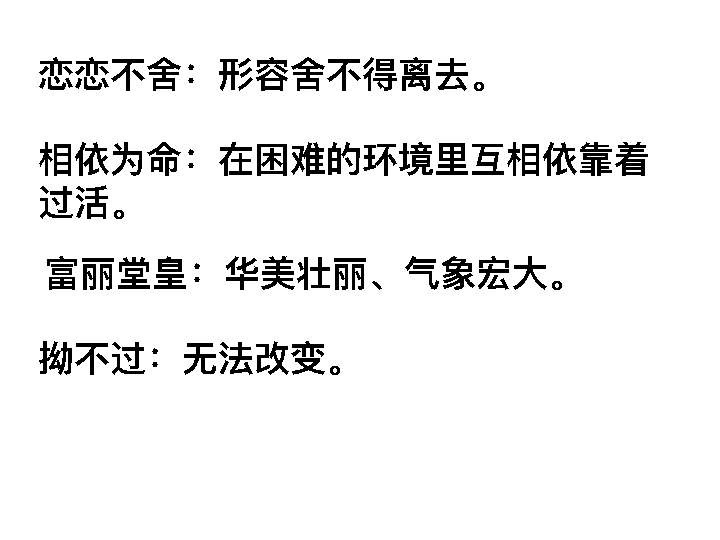 恋恋不舍：形容舍不得离去。
相依为命：在困难的环境里互相依靠着
过活。
富丽堂皇：华美壮丽、气象宏大。
拗不过：无法改变。